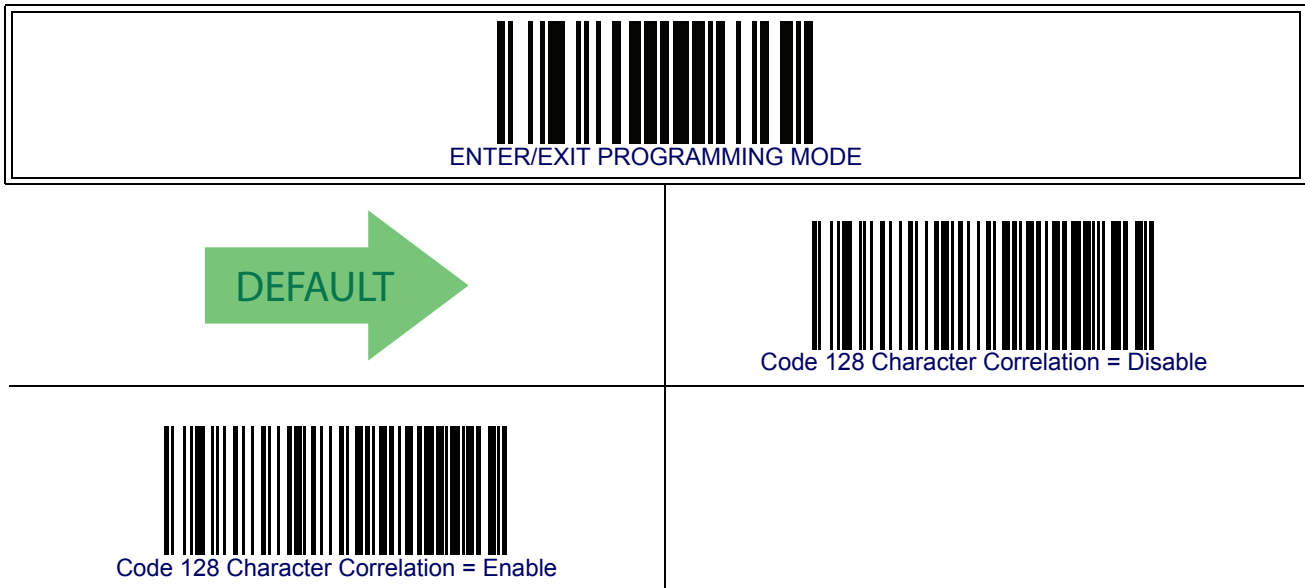 ENTER/EXIT PROGRAMMING MODE
DEFAULT
Code 128 Character Correlation = Disable
Code 128 Character Correlation = Enable